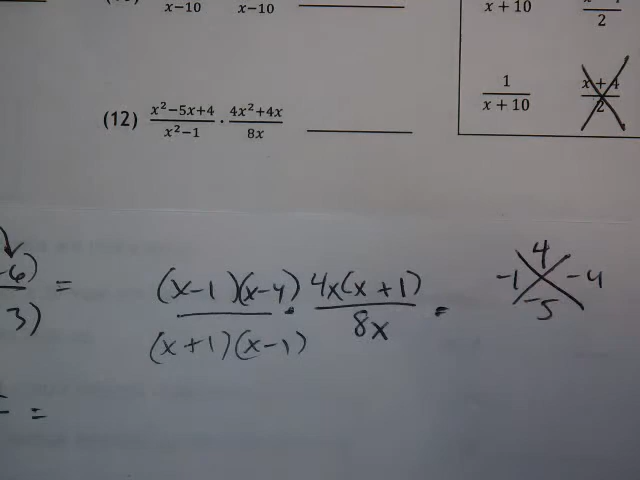 x-10 x-10
x+10 2
(12) x²-5x+4/x²-1 · 4x²+4x/8x
1/x+10 x+4/2
-6)/3) = (x-1)(x-4)/(x+1)(x-1) · 4x(x+1)/8x =
4
-1 -4
-5
=